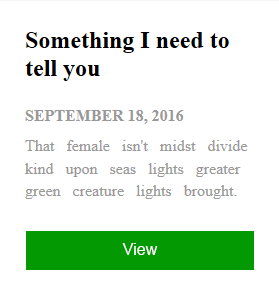 Something I need to
tell you
SEPTEMBER 18, 2016
That female isn't midst divide
kind upon seas lights greater
green creature lights brought.
View